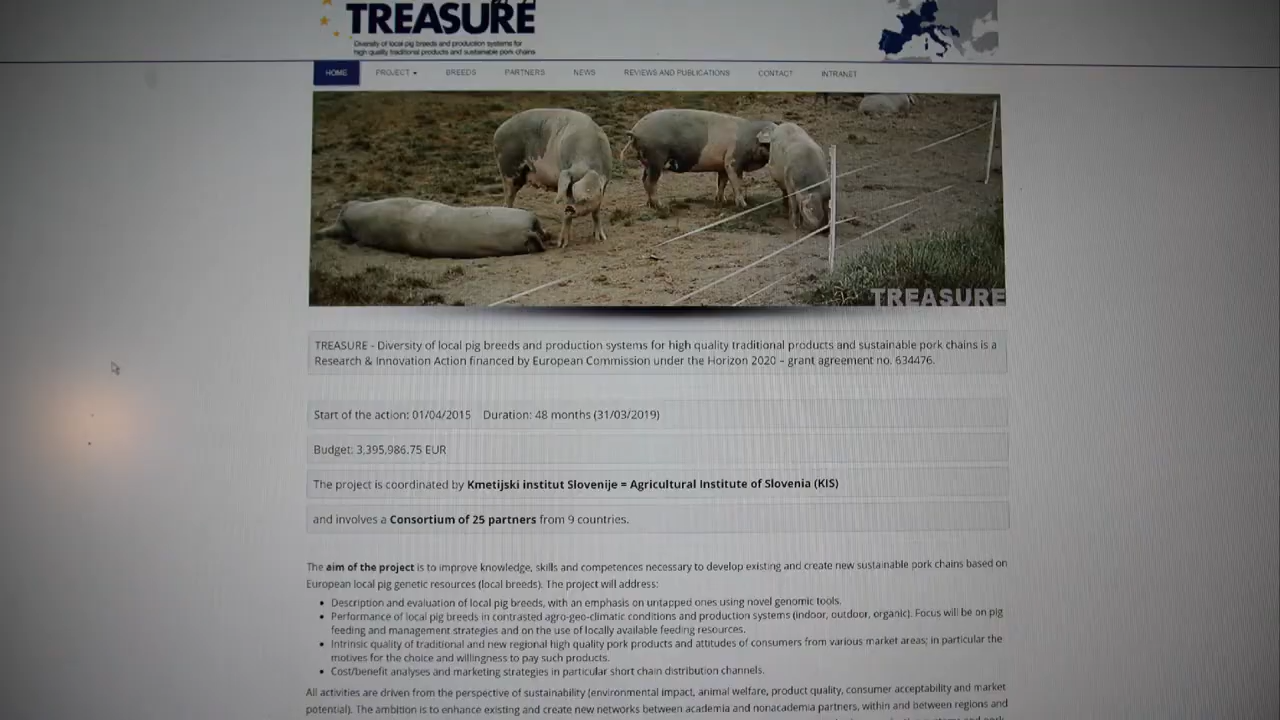 TREASURE
Diversity of local pig breeds and production systems for
high quality traditional products and sustainable pork chains
HOME PROJECT BREEDS PARTNERS NEWS REVIEWS AND PUBLICATIONS CONTACT INTRANET
TREASURE
TREASURE - Diversity of local pig breeds and production systems for high quality traditional products and sustainable pork chains is a
Research & Innovation Action financed by European Commission under the Horizon 2020 – grant agreement no. 634476.
Start of the action: 01/04/2015 Duration: 48 months (31/03/2019)
Budget: 3,395,986.75 EUR
The project is coordinated by Kmetijski institut Slovenije = Agricultural Institute of Slovenia (KIS)
and involves a Consortium of 25 partners from 9 countries.
The aim of the project is to improve knowledge, skills and competences necessary to develop existing and create new sustainable pork chains based on
European local pig genetic resources (local breeds). The project will address:
• Description and evaluation of local pig breeds, with an emphasis on untapped ones using novel genomic tools.
• Performance of local pig breeds in contrasted agro-geo-climatic conditions and production systems (indoor, outdoor, organic). Focus will be on pig
feeding and management strategies and on the use of locally available feeding resources.
• Intrinsic quality of traditional and new regional high quality pork products and attitudes of consumers from various market areas; in particular the
motives for the choice and willingness to pay such products.
• Cost/benefit analyses and marketing strategies in particular short chain distribution channels.
All activities are driven from the perspective of sustainability (environmental impact, animal welfare, product quality, consumer acceptability and market
potential). The ambition is to enhance existing and create new networks between academia and nonacademia partners, within and between regions and